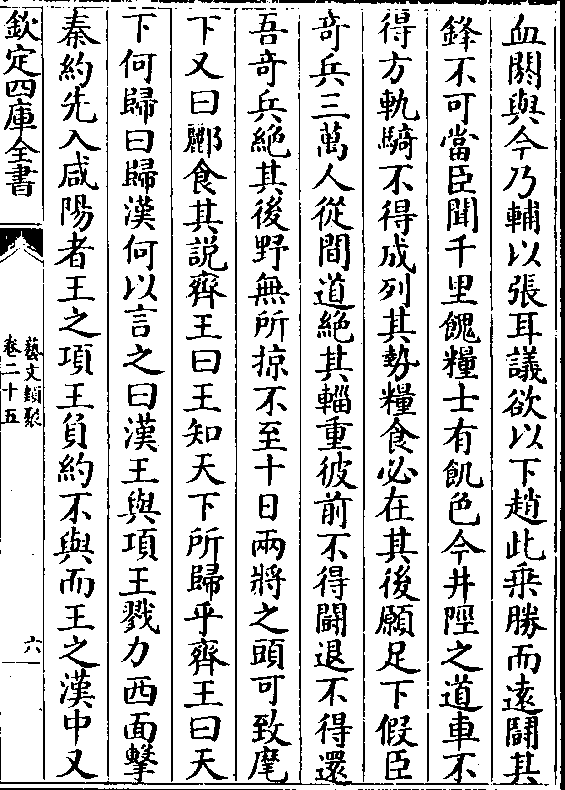 血閼與今乃輔以張耳議欲以下趙此乗勝而逺鬪其
鋒不可當臣聞千里餽糧士有飢色今井陘之道車不
得方軌騎不得成列其勢糧食必在其後願足下假臣
竒兵三萬人從間道絶其輜重彼前不得鬪退不得還
吾竒兵絶其後野無所掠不至十日兩將之頭可致麾
下又曰酈食其説齊王曰王知天下所歸乎齊王曰天
下何歸曰歸漢何以言之曰漢王與項王戮力西面擊
秦約先入咸陽者王之項王負約不與而王之漢中又
欽定四庫全書
藝文類聚
卷二十五
六